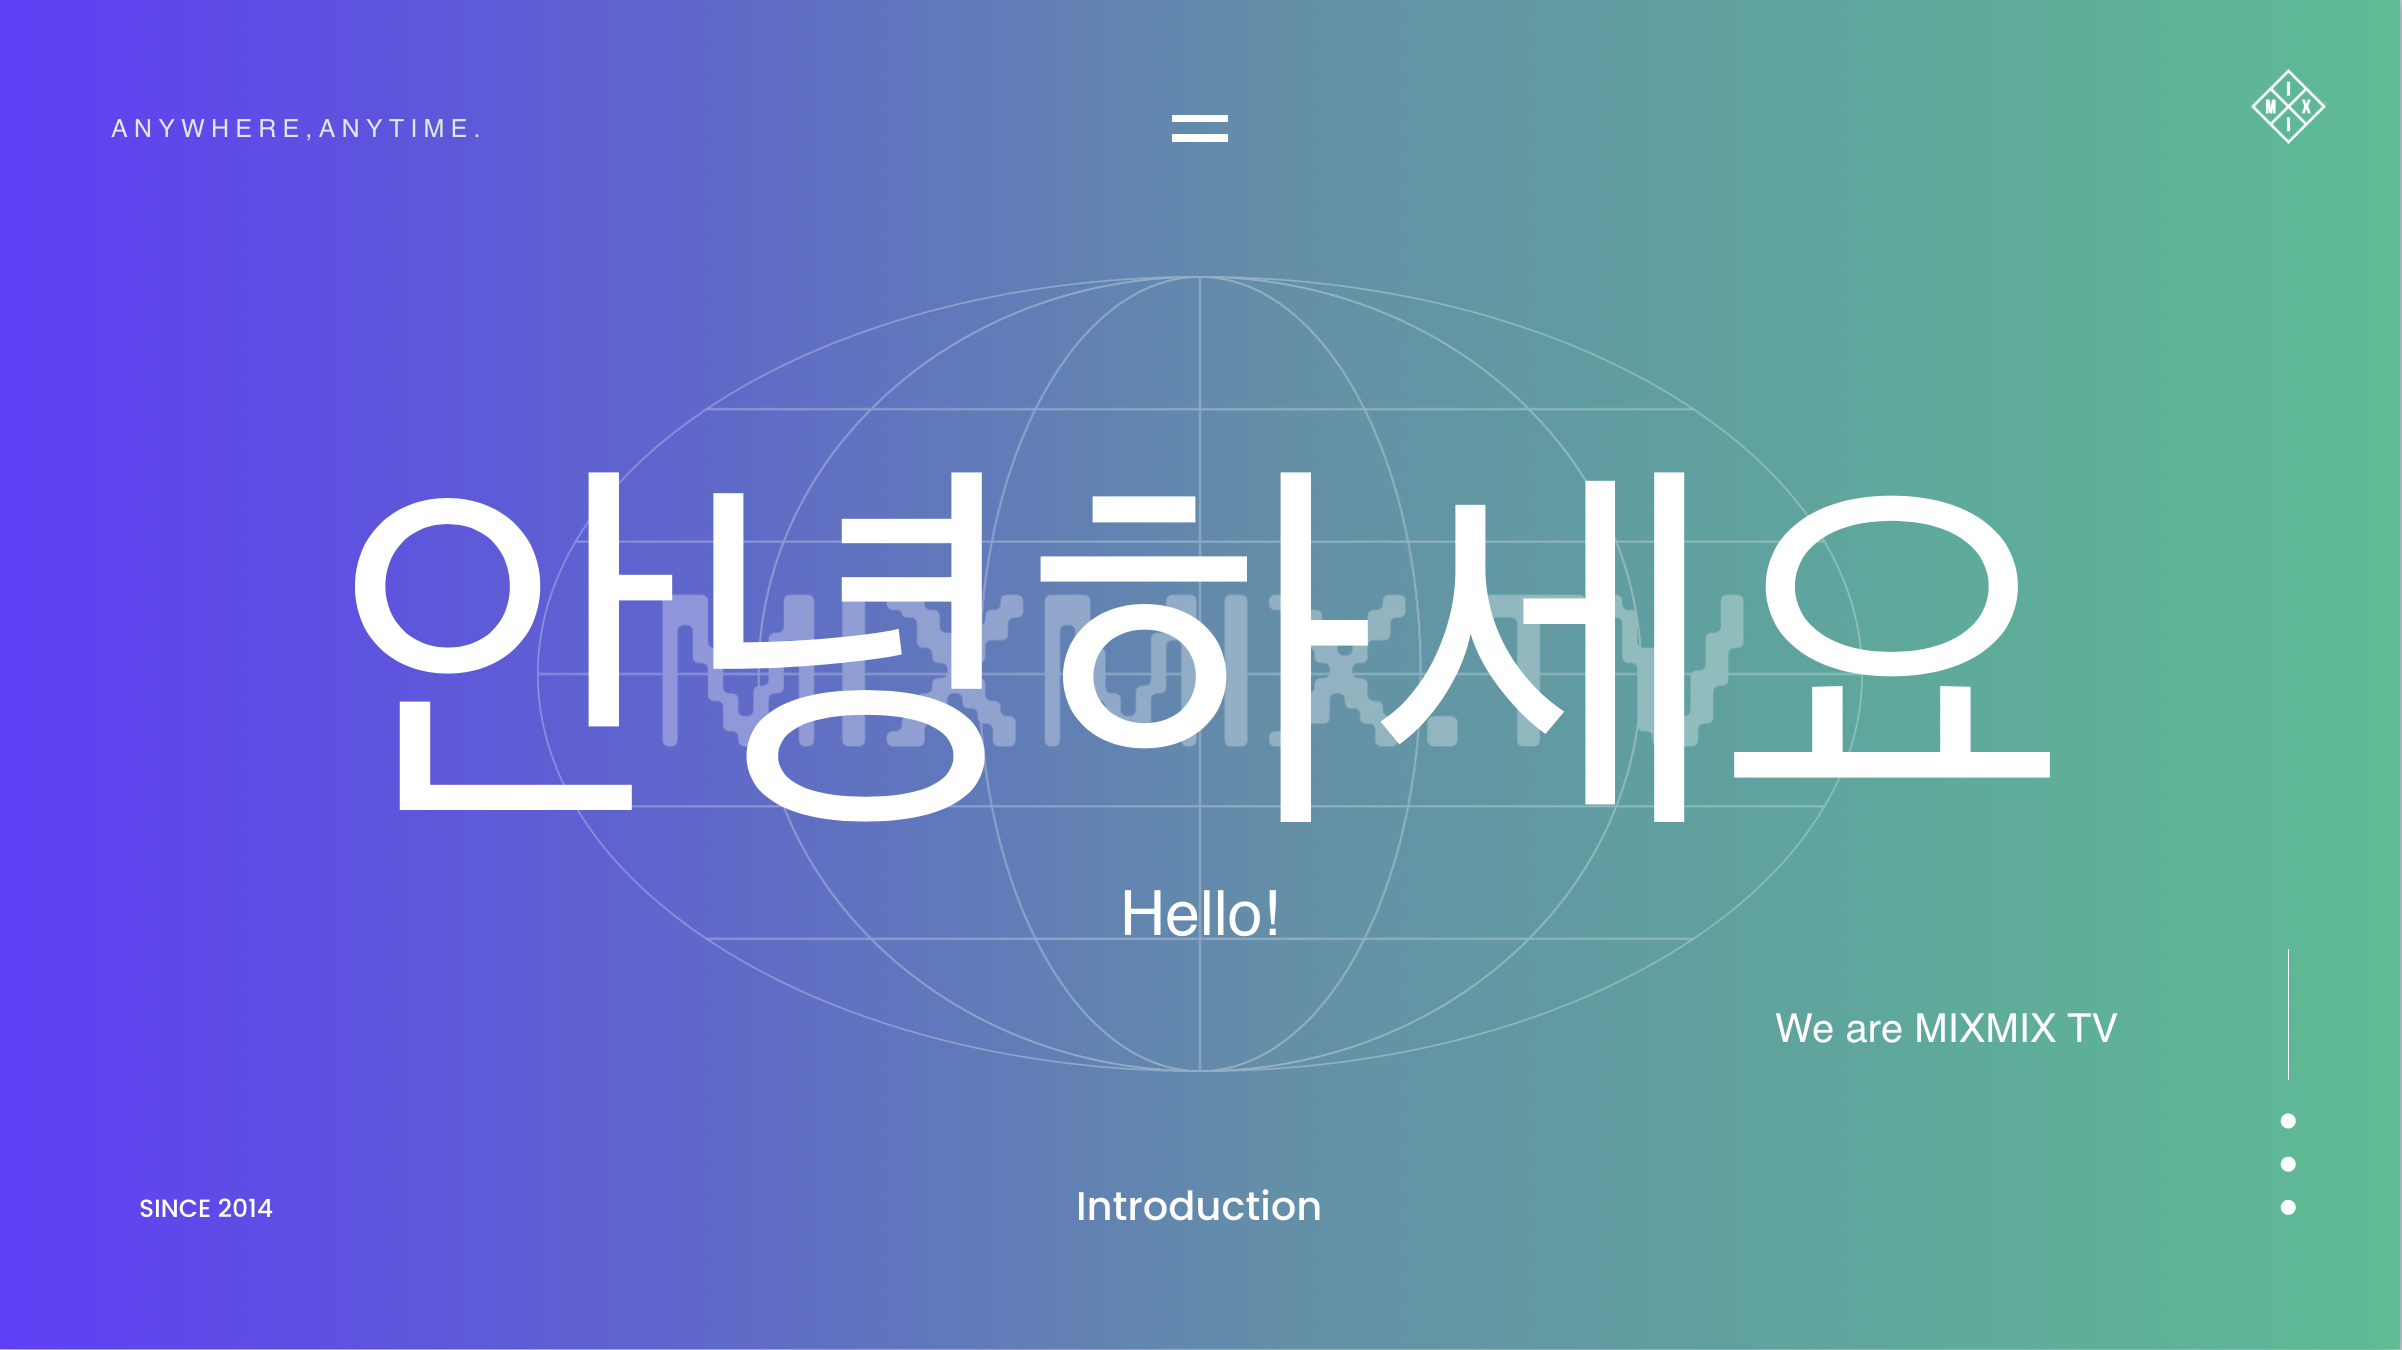 ANYWHERE,ANYTIME.
I
M X
I
MIXMIX.TV
안녕하세요
Hello!
We are MIXMIX TV
SINCE 2014
Introduction